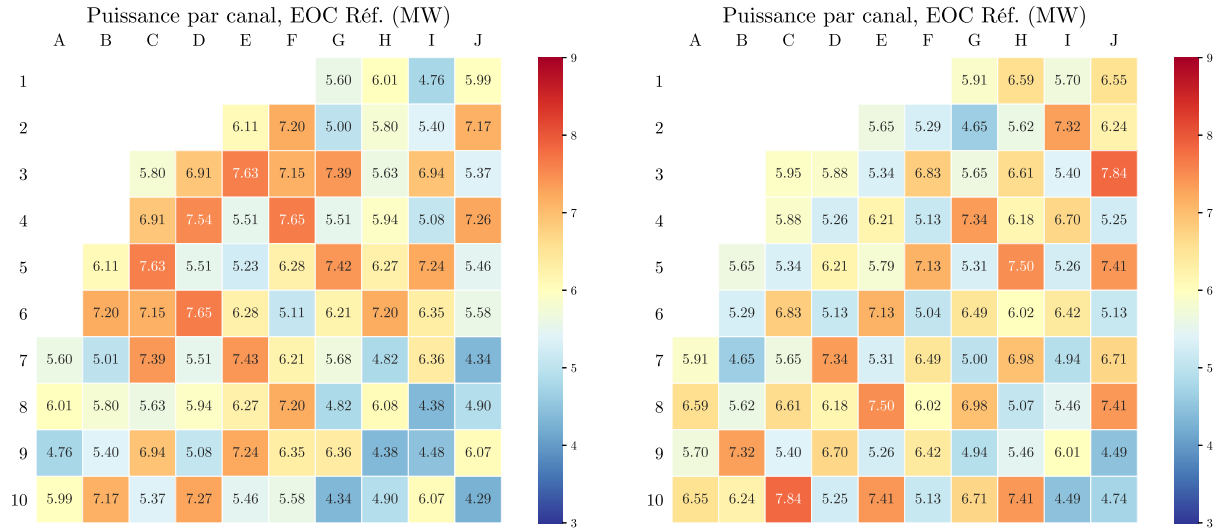 Puissance par canal, EOC Réf. (MW)
A B C D E F G H I J
1 5.60 6.01 4.76 5.99
2 6.11 7.20 5.00 5.80 5.40 7.17
3 5.80 6.91 7.63 7.15 7.39 5.63 6.94 5.37
4 6.91 7.54 5.51 7.65 5.51 5.94 5.08 7.26
5 6.11 7.63 5.51 5.23 6.28 7.42 6.27 7.24 5.46
6 7.20 7.15 7.65 6.28 5.11 6.21 7.20 6.35 5.58
7 5.60 5.01 7.39 5.51 7.43 6.21 5.68 4.82 6.36 4.34
8 6.01 5.80 5.63 5.94 6.27 7.20 4.82 6.08 4.38 4.90
9 4.76 5.40 6.94 5.08 7.24 6.35 6.36 4.38 4.48 6.07
10 5.99 7.17 5.37 7.27 5.46 5.58 4.34 4.90 6.07 4.29
9
8
7
6
5
4
3
Puissance par canal, EOC Réf. (MW)
A B C D E F G H I J
1 5.91 6.59 5.70 6.55
2 5.65 5.29 4.65 5.62 7.32 6.24
3 5.95 5.88 5.34 6.83 5.65 6.61 5.40 7.84
4 5.88 5.26 6.21 5.13 7.34 6.18 6.70 5.25
5 5.65 5.34 6.21 5.79 7.13 5.31 7.50 5.26 7.41
6 5.29 6.83 5.13 7.13 5.04 6.49 6.02 6.42 5.13
7 5.91 4.65 5.65 7.34 5.31 6.49 5.00 6.98 4.94 6.71
8 6.59 5.62 6.61 6.18 7.50 6.02 6.98 5.07 5.46 7.41
9 5.70 7.32 5.40 6.70 5.26 6.42 4.94 5.46 6.01 4.49
10 6.55 6.24 7.84 5.25 7.41 5.13 6.71 7.41 4.49 4.74
9
8
7
6
5
4
3